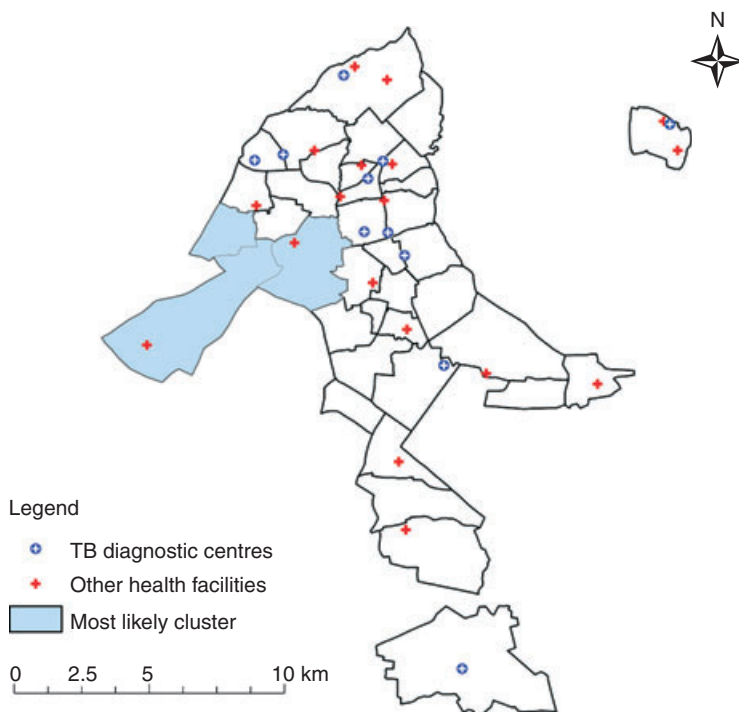 N
Legend
TB diagnostic centres
Other health facilities
Most likely cluster
0 2.5 5 10 km